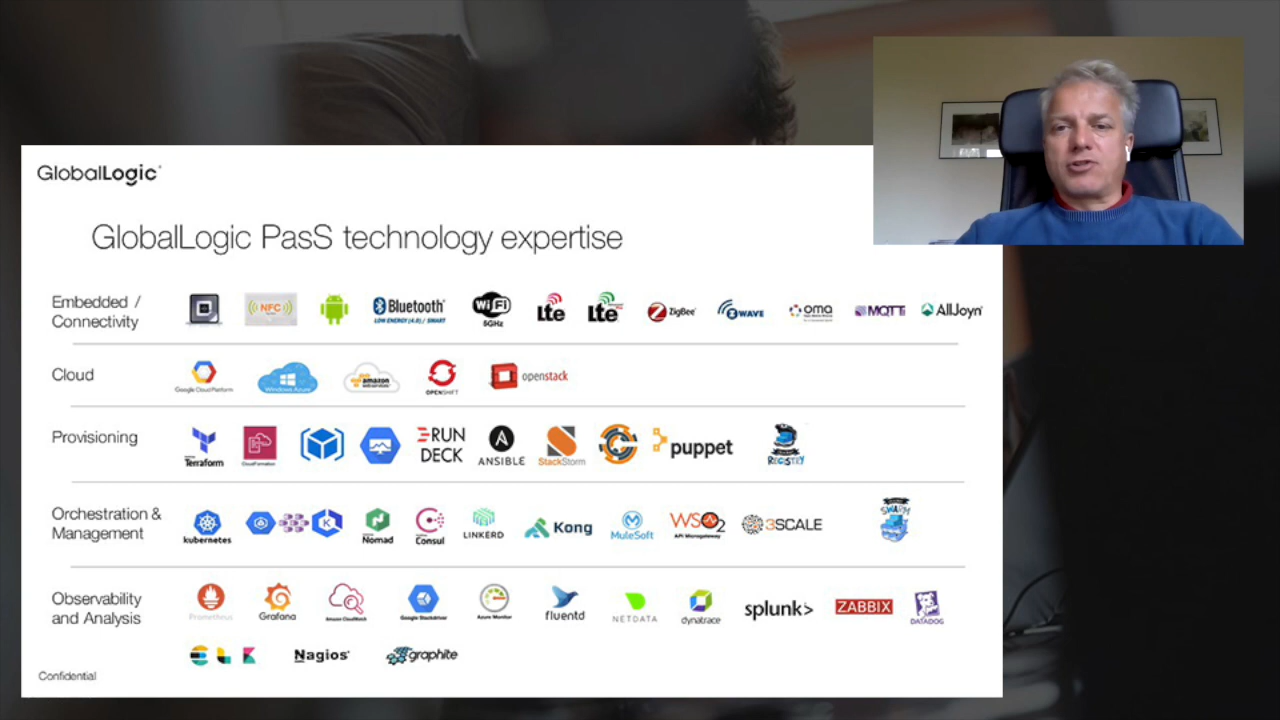 GlobalLogic
GlobalLogic PasS technology expertise
Embedded /
Connectivity
NFC
Bluetooth
LOW ENERGY (4.0) / SMART
WiFi
5GHz
Lte
Lte
ZigBee
WAVE
oma
MQTT
AllJoyn
Cloud
Google Cloud Platform
Windows Azure
amazon
web services
OPENSHIFT
openstack
Provisioning
Terraform
CloudFormation
RUN
DECK
ANSIBLE
StackStorm
puppet
REGISTRY
Orchestration &
Management
kubernetes
Nomad
Consul
LINKERD
Kong
MuleSoft
WSO2
API Microgateway
3SCALE
SWARM
Observability
and Analysis
Prometheus
Grafana
Amazon CloudWatch
Google Stackdriver
Azure Monitor
fluentd
NETDATA
dynatrace
splunk>
ZABBIX
DATADOG
Nagios
graphite
Confidential